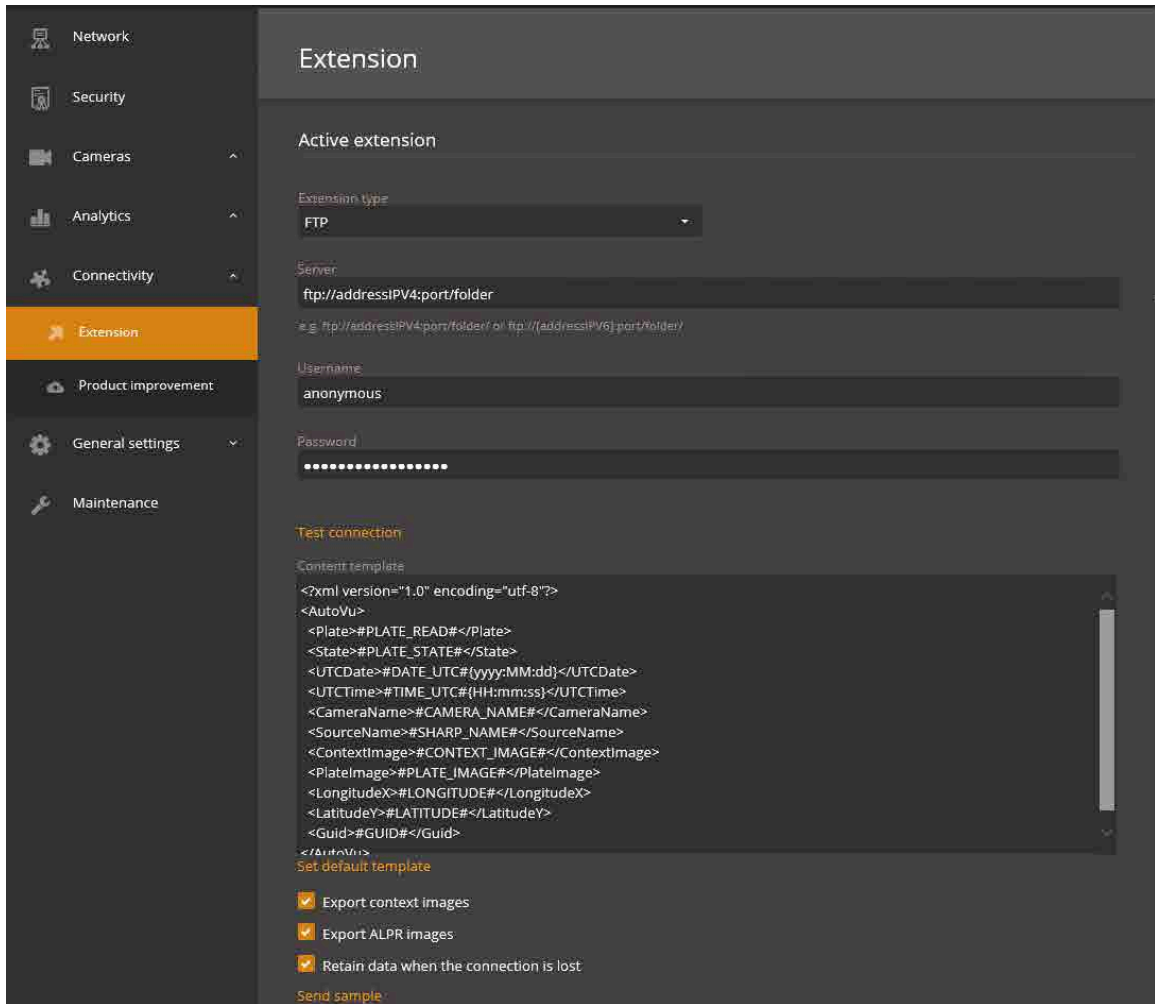 Network
Security
Cameras
Analytics
Connectivity
Extension
Product improvement
General settings
Maintenance
Extension
Active extension
Extension type
FTP
Server
ftp://addressIPV4:port/folder
e.g. ftp://addressIPV4:port/folder/ or ftp://[addressIPV6]:port/folder/
Username
anonymous
Password
•••••••••••••••••
Test connection
Content template
<?xml version="1.0" encoding="utf-8"?>
<AutoVu>
<Plate>#PLATE_READ#</Plate>
<State>#PLATE_STATE#</State>
<UTCDate>#DATE_UTC#{yyyy:MM:dd}</UTCDate>
<UTCTime>#TIME_UTC#{HH:mm:ss}</UTCTime>
<CameraName>#CAMERA_NAME#</CameraName>
<SourceName>#SHARP_NAME#</SourceName>
<ContextImage>#CONTEXT_IMAGE#</ContextImage>
<PlateImage>#PLATE_IMAGE#</PlateImage>
<LongitudeX>#LONGITUDE#</LongitudeX>
<LatitudeY>#LATITUDE#</LatitudeY>
<Guid>#GUID#</Guid>
</AutoVu>
Set default template
Export context images
Export ALPR images
Retain data when the connection is lost
Send sample